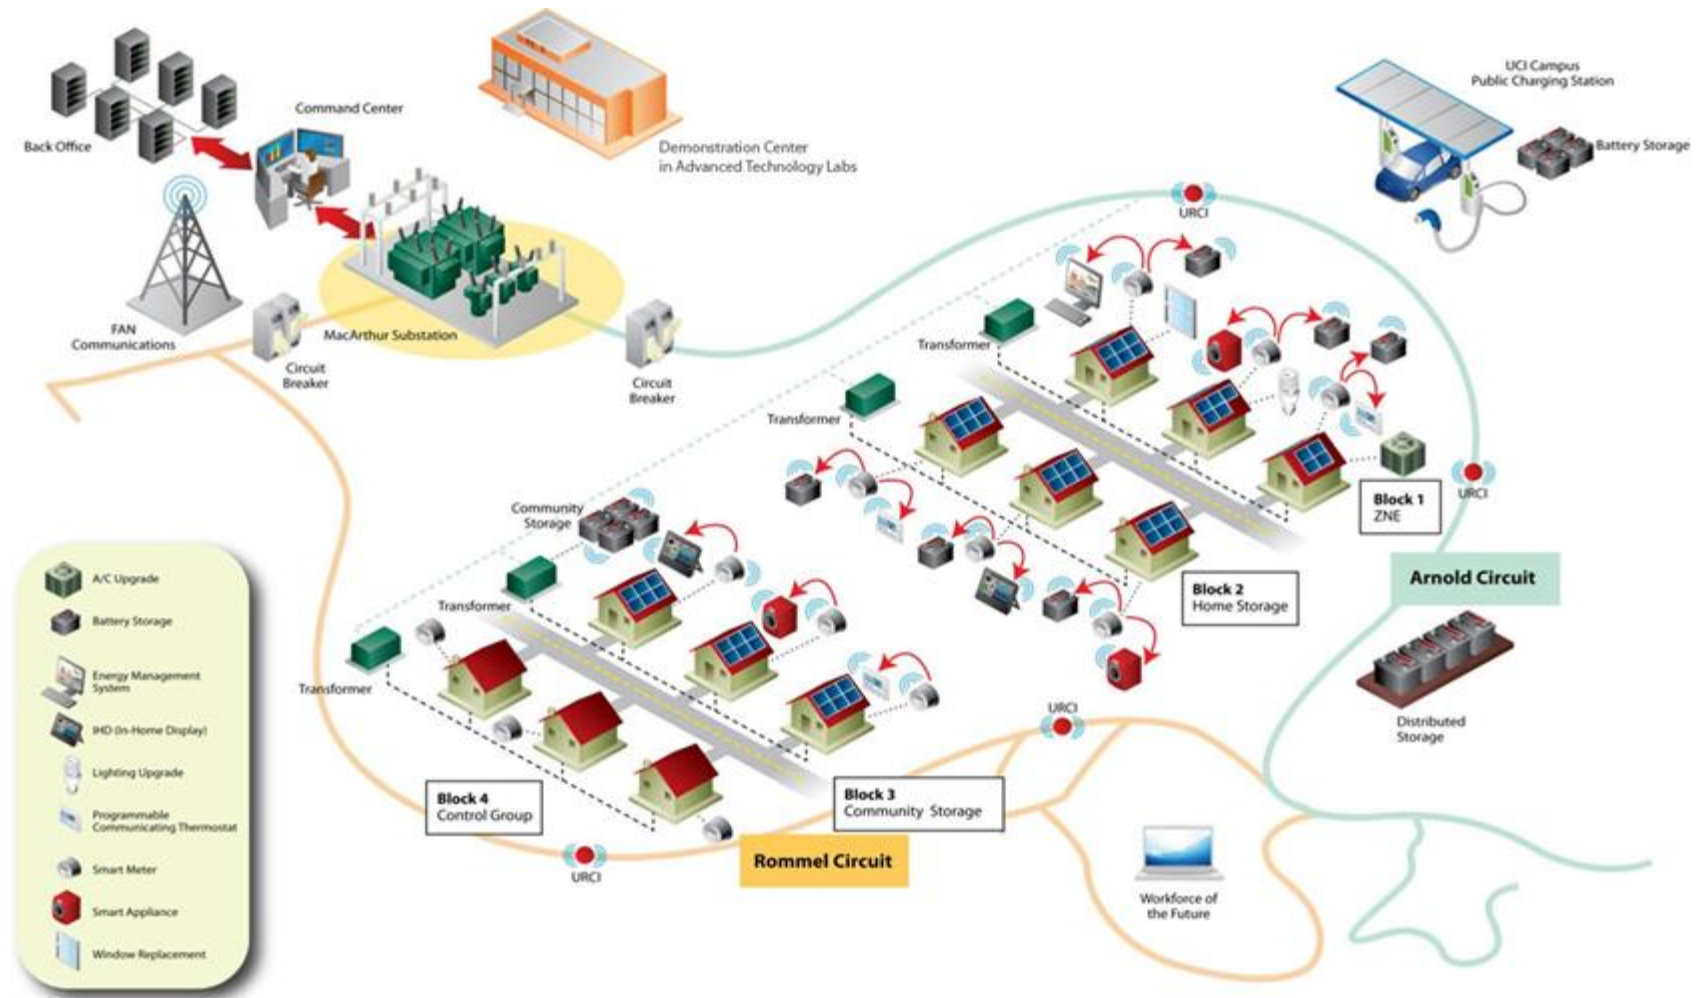 Back Office
Command Center
Demonstration Center
in Advanced Technology Labs
UCI Campus
Public Charging Station
Battery Storage
FAN
Communications
MacArthur Substation
Circuit
Breaker
Circuit
Breaker
URCI
Transformer
Transformer
URCI
Block 1
ZNE
Community
Storage
Transformer
Block 2
Home Storage
Arnold Circuit
Transformer
Distributed
Storage
URCI
Block 4
Control Group
Block 3
Community Storage
Rommel Circuit
URCI
Workforce of
the Future
A/C Upgrade
Battery Storage
Energy Management
System
IHD (In-Home Display)
Lighting Upgrade
Programmable
Communicating Thermostat
Smart Meter
Smart Appliance
Window Replacement